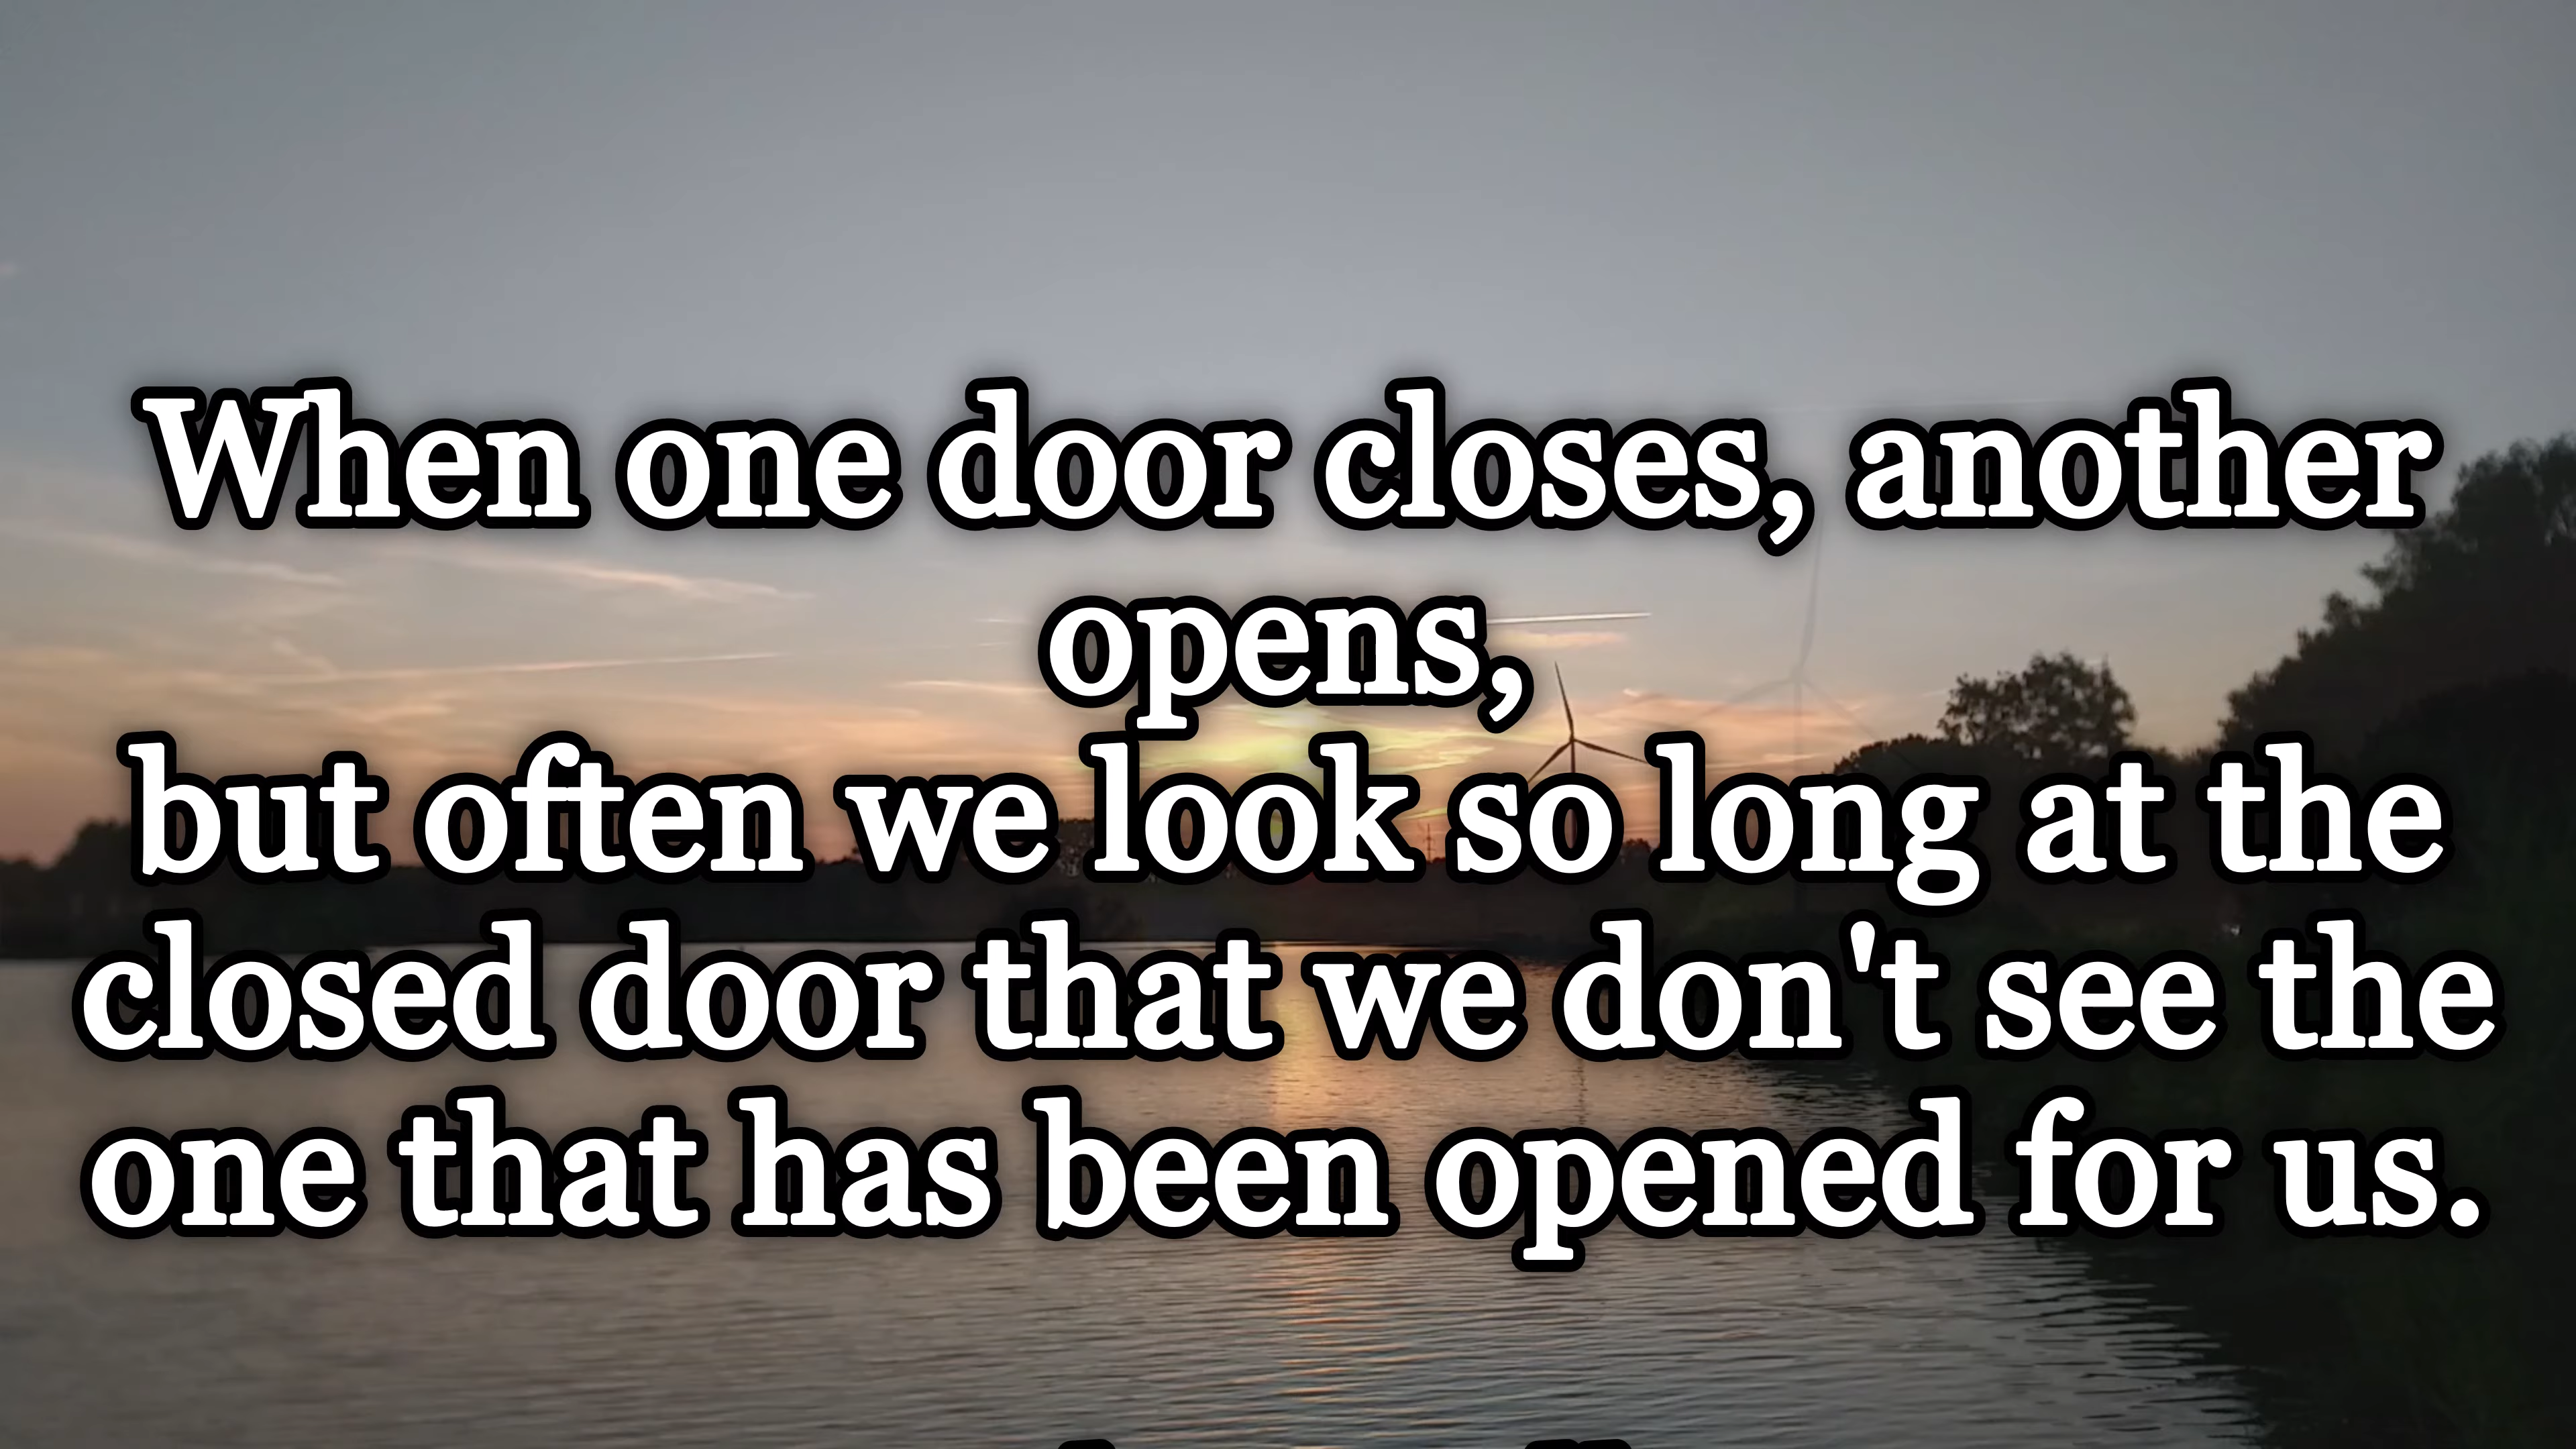 When one door closes, another
opens,
but often we look so long at the
closed door that we don't see the
one that has been opened for us.